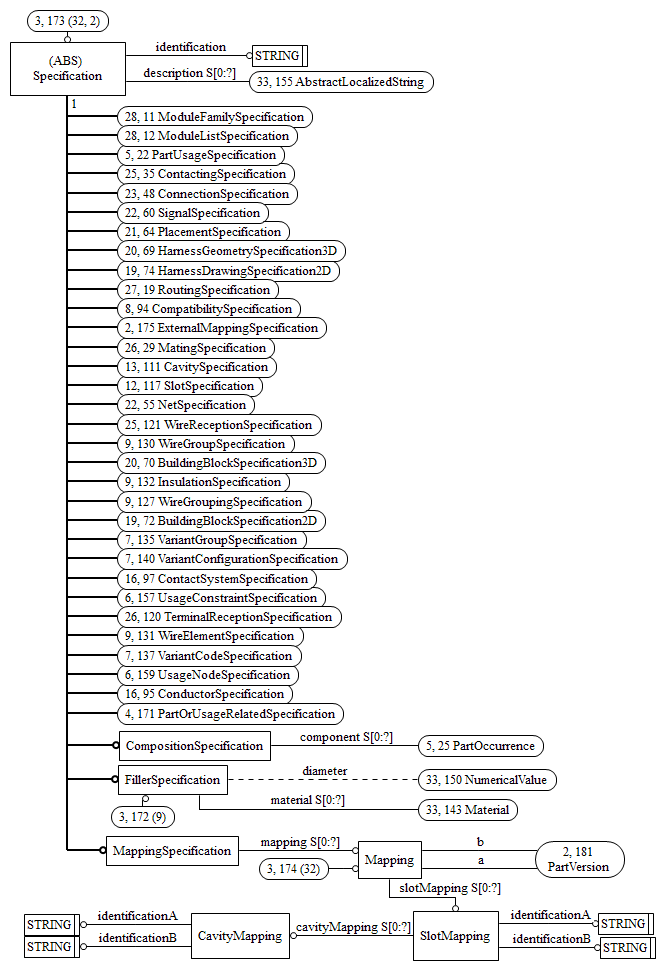 3, 173 (32, 2)
(ABS)
Specification
identification
STRING
description S[0:?]
33, 155 AbstractLocalizedString
1
28, 11 ModuleFamilySpecification
28, 12 ModuleListSpecification
5, 22 PartUsageSpecification
25, 35 ContactingSpecification
23, 48 ConnectionSpecification
22, 60 SignalSpecification
21, 64 PlacementSpecification
20, 69 HarnessGeometrySpecification3D
19, 74 HarnessDrawingSpecification2D
27, 19 RoutingSpecification
8, 94 CompatibilitySpecification
2, 175 ExternalMappingSpecification
26, 29 MatingSpecification
13, 111 CavitySpecification
12, 117 SlotSpecification
22, 55 NetSpecification
25, 121 WireReceptionSpecification
9, 130 WireGroupSpecification
20, 70 BuildingBlockSpecification3D
9, 132 InsulationSpecification
9, 127 WireGroupingSpecification
19, 72 BuildingBlockSpecification2D
7, 135 VariantGroupSpecification
7, 140 VariantConfigurationSpecification
16, 97 ContactSystemSpecification
6, 157 UsageConstraintSpecification
26, 120 TerminalReceptionSpecification
9, 131 WireElementSpecification
7, 137 VariantCodeSpecification
6, 159 UsageNodeSpecification
16, 95 ConductorSpecification
4, 171 PartOrUsageRelatedSpecification
CompositionSpecification
component S[0:?]
5, 25 PartOccurrence
FillerSpecification
diameter
33, 150 NumericalValue
material S[0:?]
33, 143 Material
3, 172 (9)
MappingSpecification
mapping S[0:?]
3, 174 (32)
Mapping
b
a
2, 181
PartVersion
slotMapping S[0:?]
STRING
identificationA
STRING
identificationB
CavityMapping
cavityMapping S[0:?]
SlotMapping
identificationA
STRING
identificationB
STRING